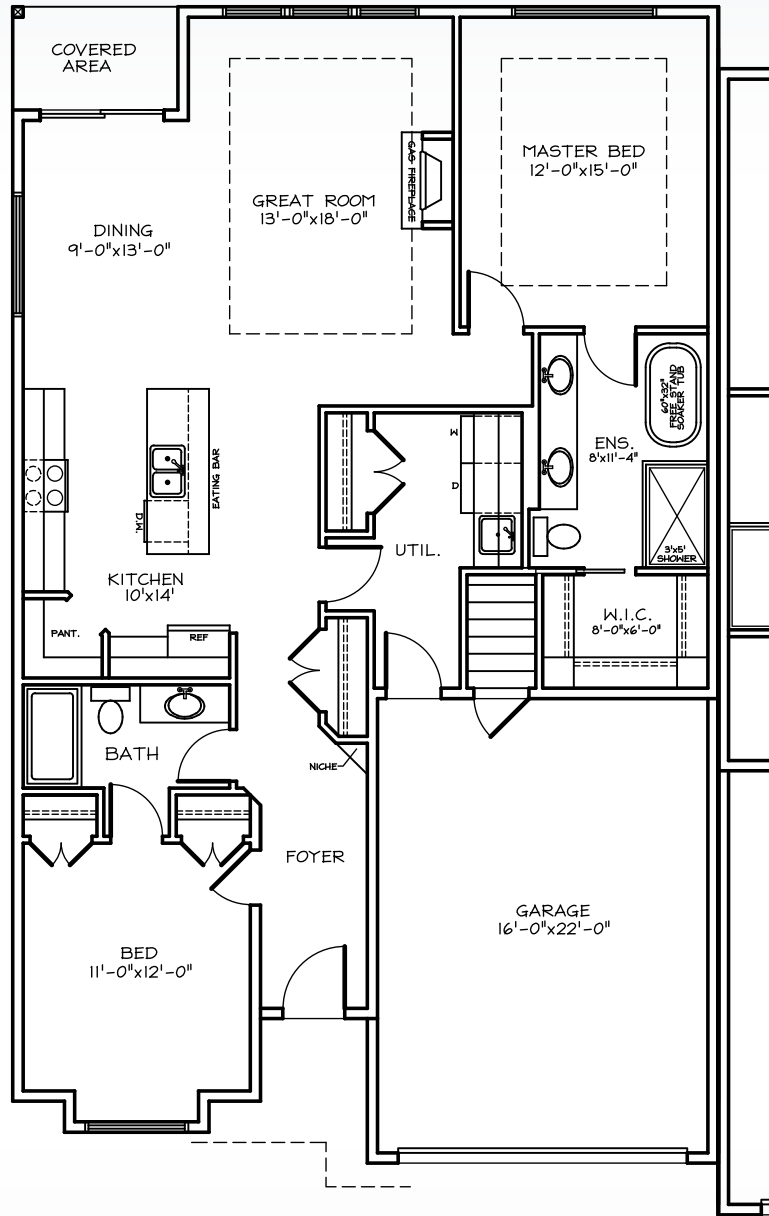 COVERED
AREA
MASTER BED
12'-0"x15'-0"
GAS FIREPLACE
GREAT ROOM
13'-0"x18'-0"
DINING
9'-0"x13'-0"
60"x32"
FREE STAND
SOAKER TUB
W
D
ENS.
8'x11'-4"
EATING BAR
D.W.
UTIL.
3'x5'
SHOWER
KITCHEN
10'x14'
W.I.C.
8'-0"x6'-0"
PANT.
REF
BATH
NICHE
FOYER
GARAGE
16'-0"x22'-0"
BED
11'-0"x12'-0"